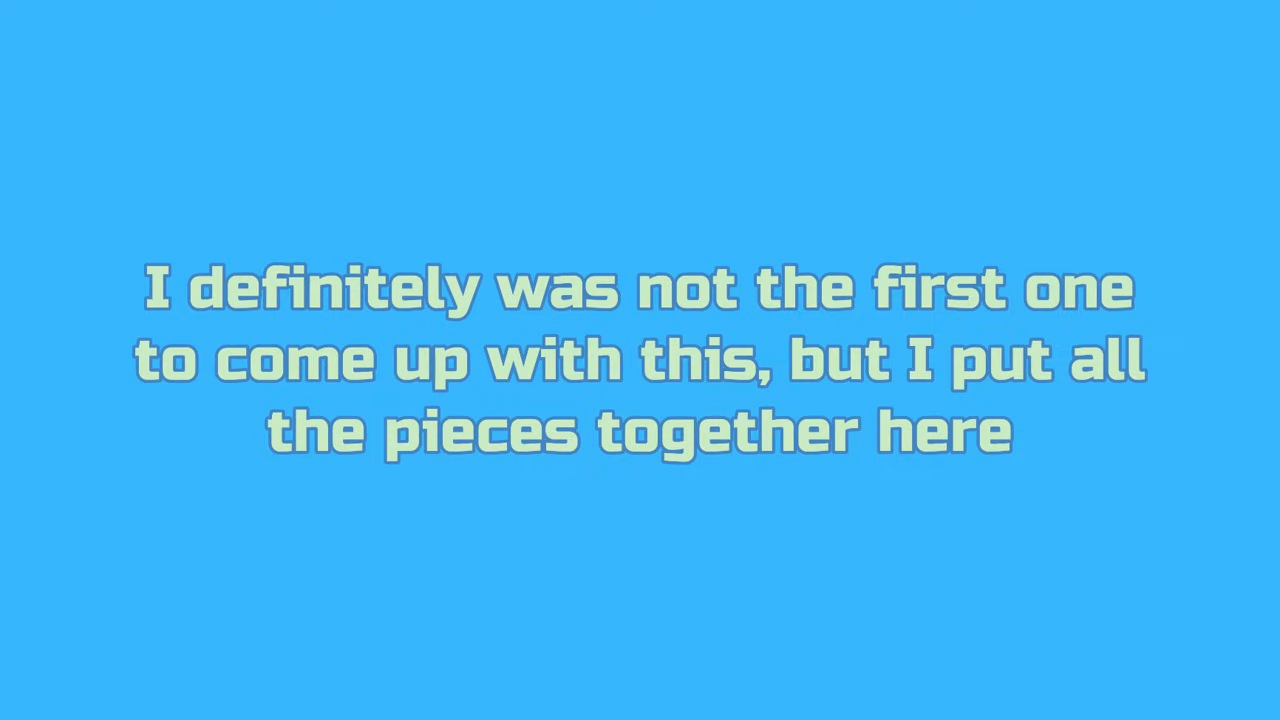 I definitely was not the first one
to come up with this, but I put all
the pieces together here